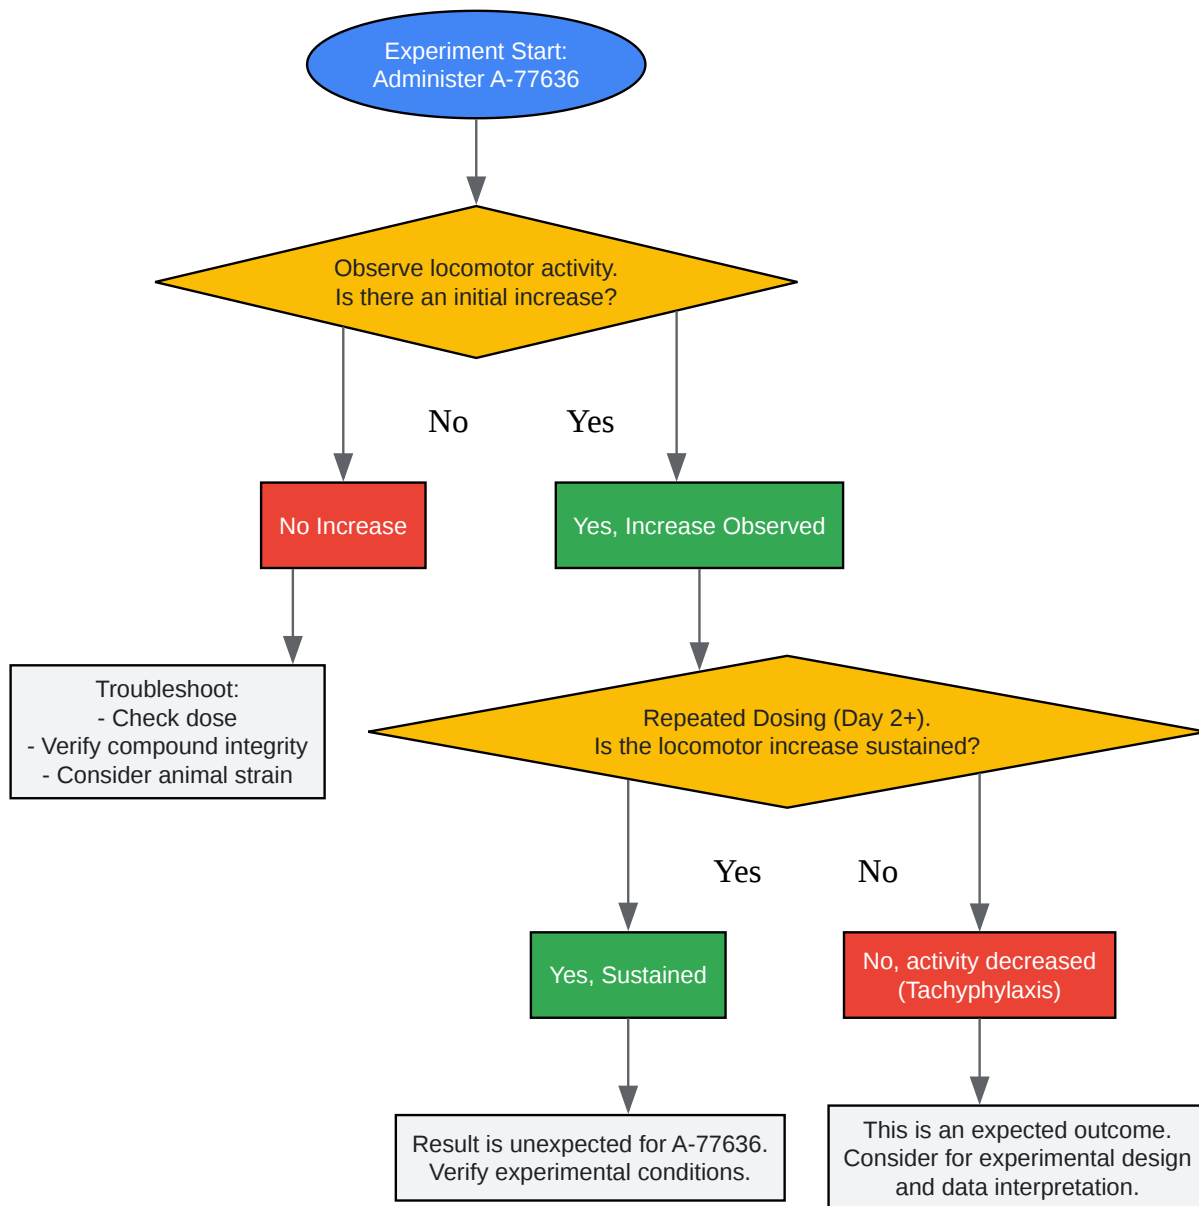 Experiment Start:
Administer A-77636
Observe locomotor activity.
Is there an initial increase?
No
Yes
No Increase
Yes, Increase Observed
Troubleshoot:
- Check dose
- Verify compound integrity
- Consider animal strain
Repeated Dosing (Day 2+).
Is the locomotor increase sustained?
Yes
No
Yes, Sustained
No, activity decreased
(Tachyphylaxis)
Result is unexpected for A-77636.
Verify experimental conditions.
This is an expected outcome.
Consider for experimental design
and data interpretation.